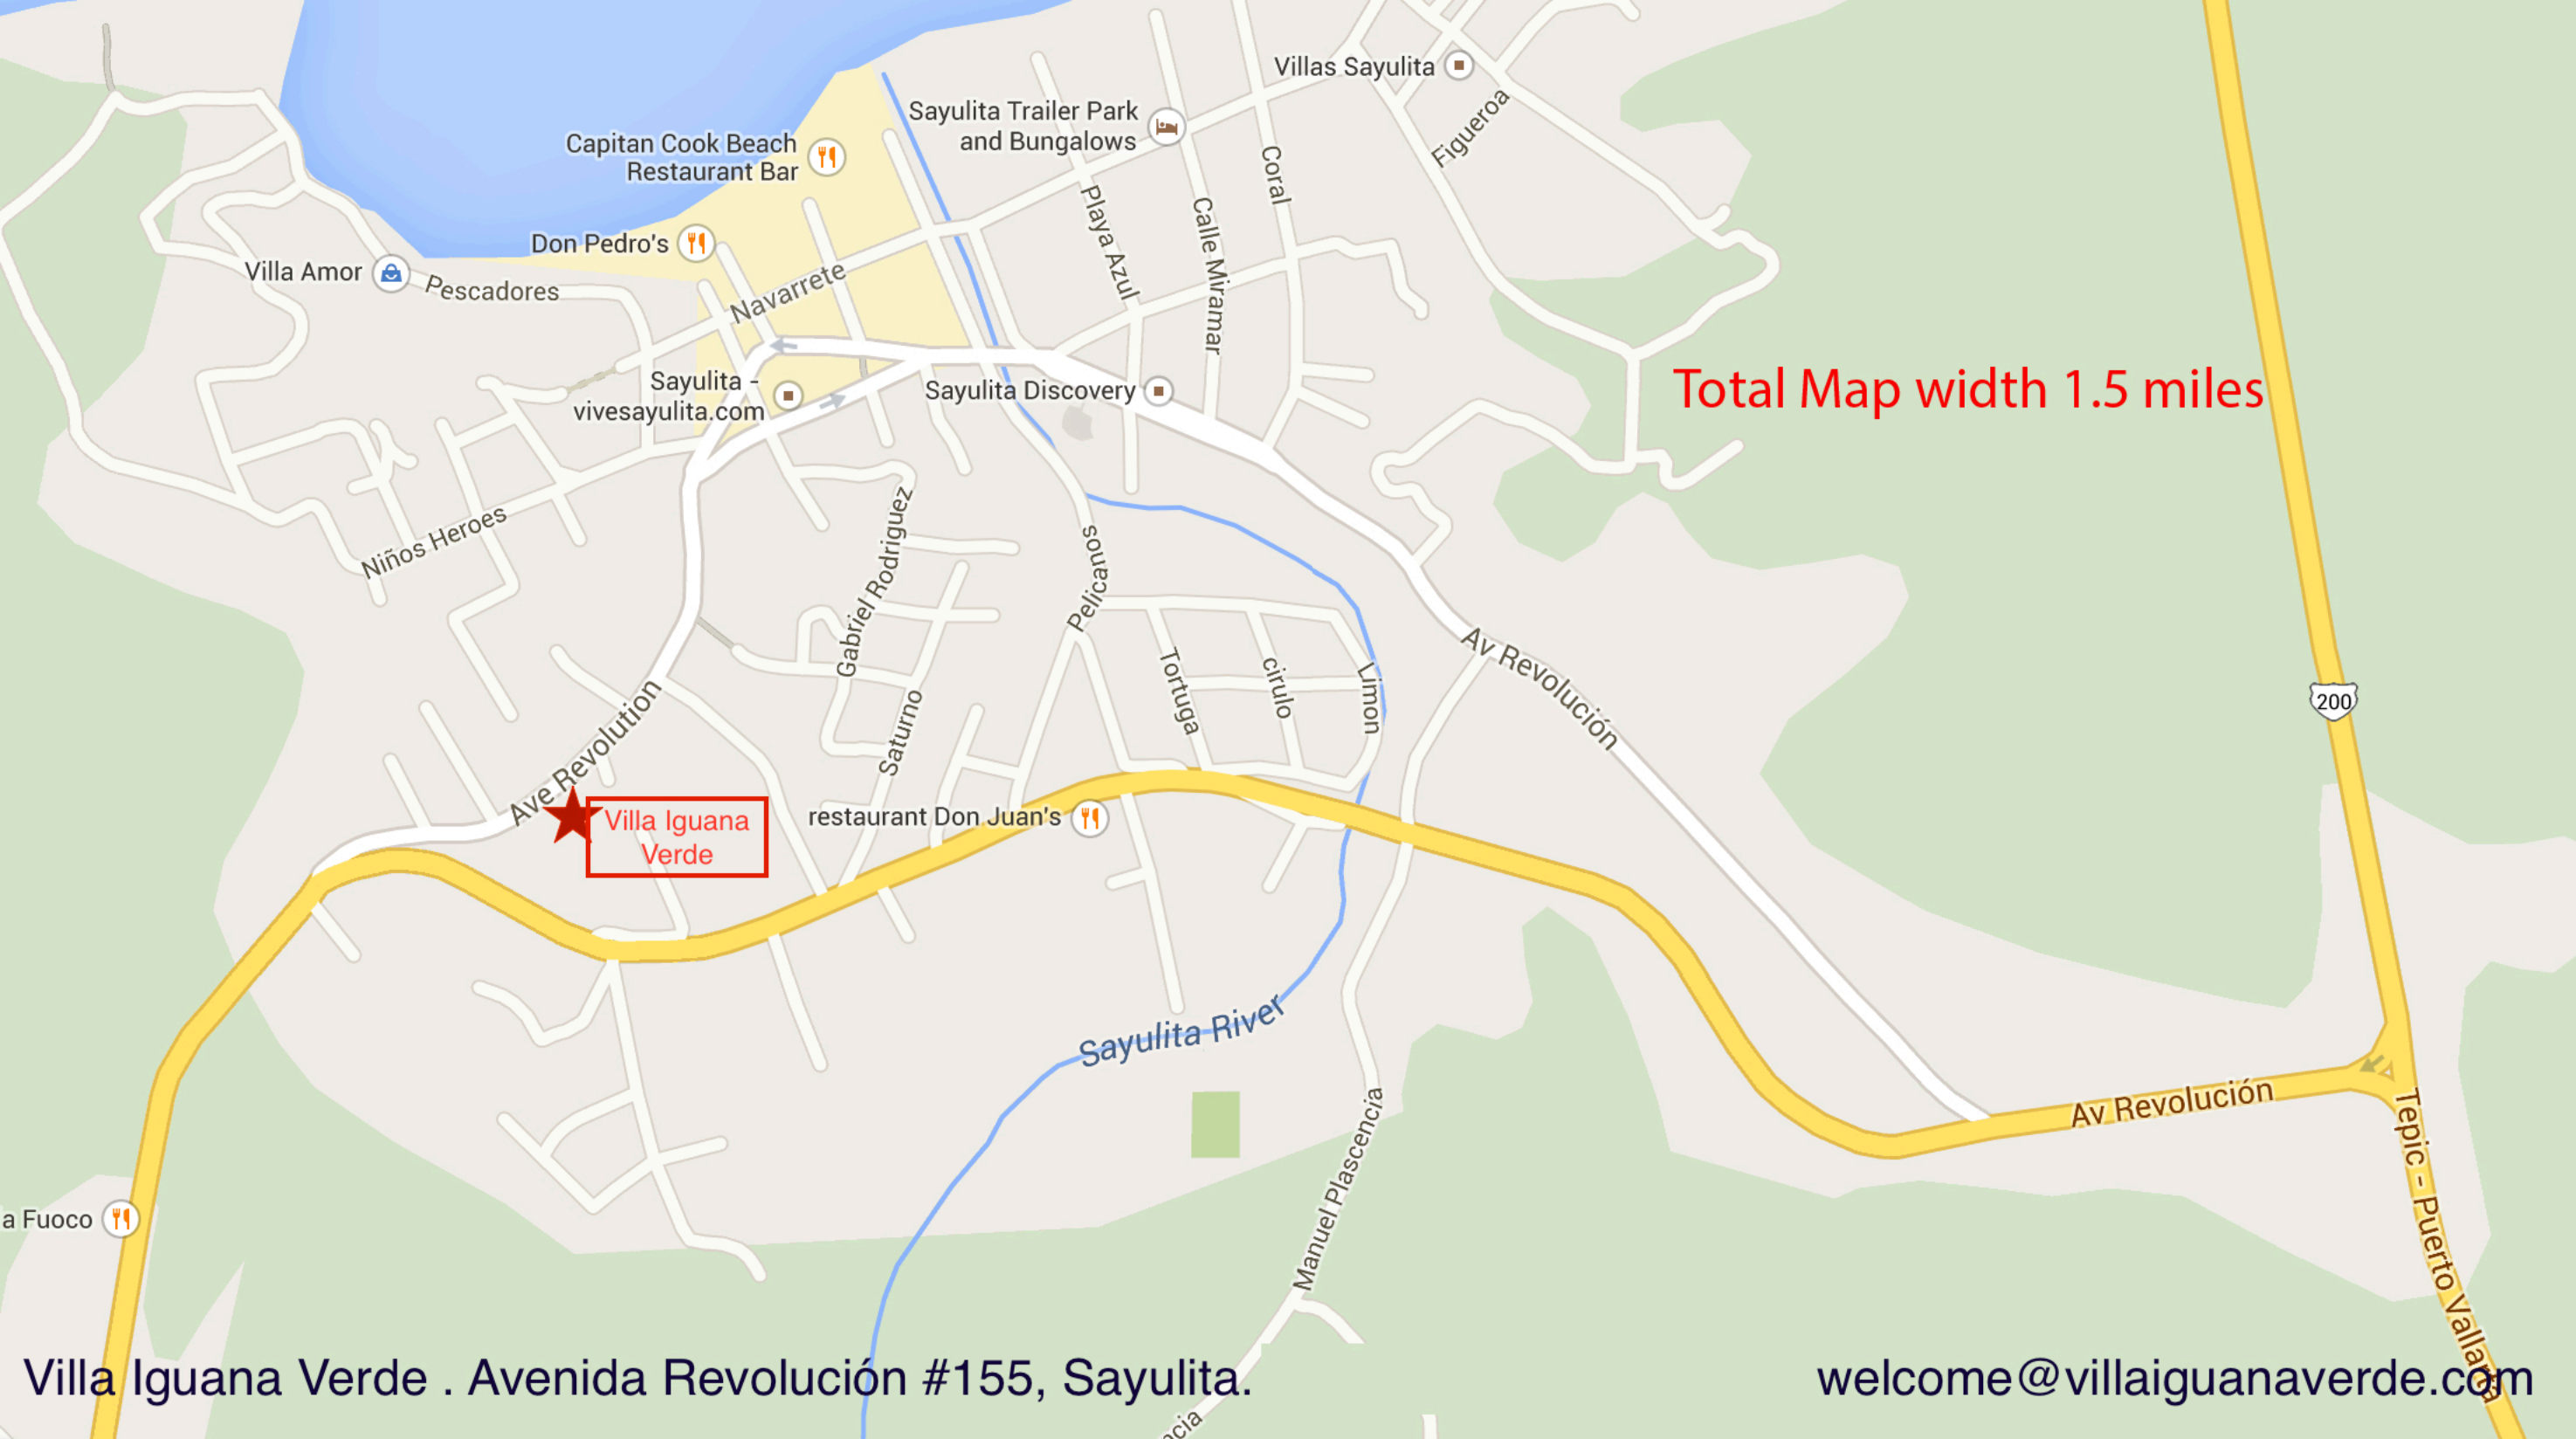 Villas Sayulita
Figueroa
Sayulita Trailer Park
and Bungalows
Capitan Cook Beach
Restaurant Bar
Coral
Playa Azul
Calle Miramar
Don Pedro's
Villa Amor
Pescadores
Navarrete
Sayulita -
vivesayulita.com
Sayulita Discovery
Total Map width 1.5 miles
Niños Heroes
Gabriel Rodriguez
Pelicanos
Av Revolución
200
Tortuga
cirulo
Limon
Saturno
Ave Revolution
Villa Iguana
Verde
restaurant Don Juan's
Sayulita River
Av Revolución
Manuel Plascencia
Tepic - Puerto Vallarta
a Fuoco
Villa Iguana Verde . Avenida Revolución #155, Sayulita.
welcome@villaiguanaverde.com
cia